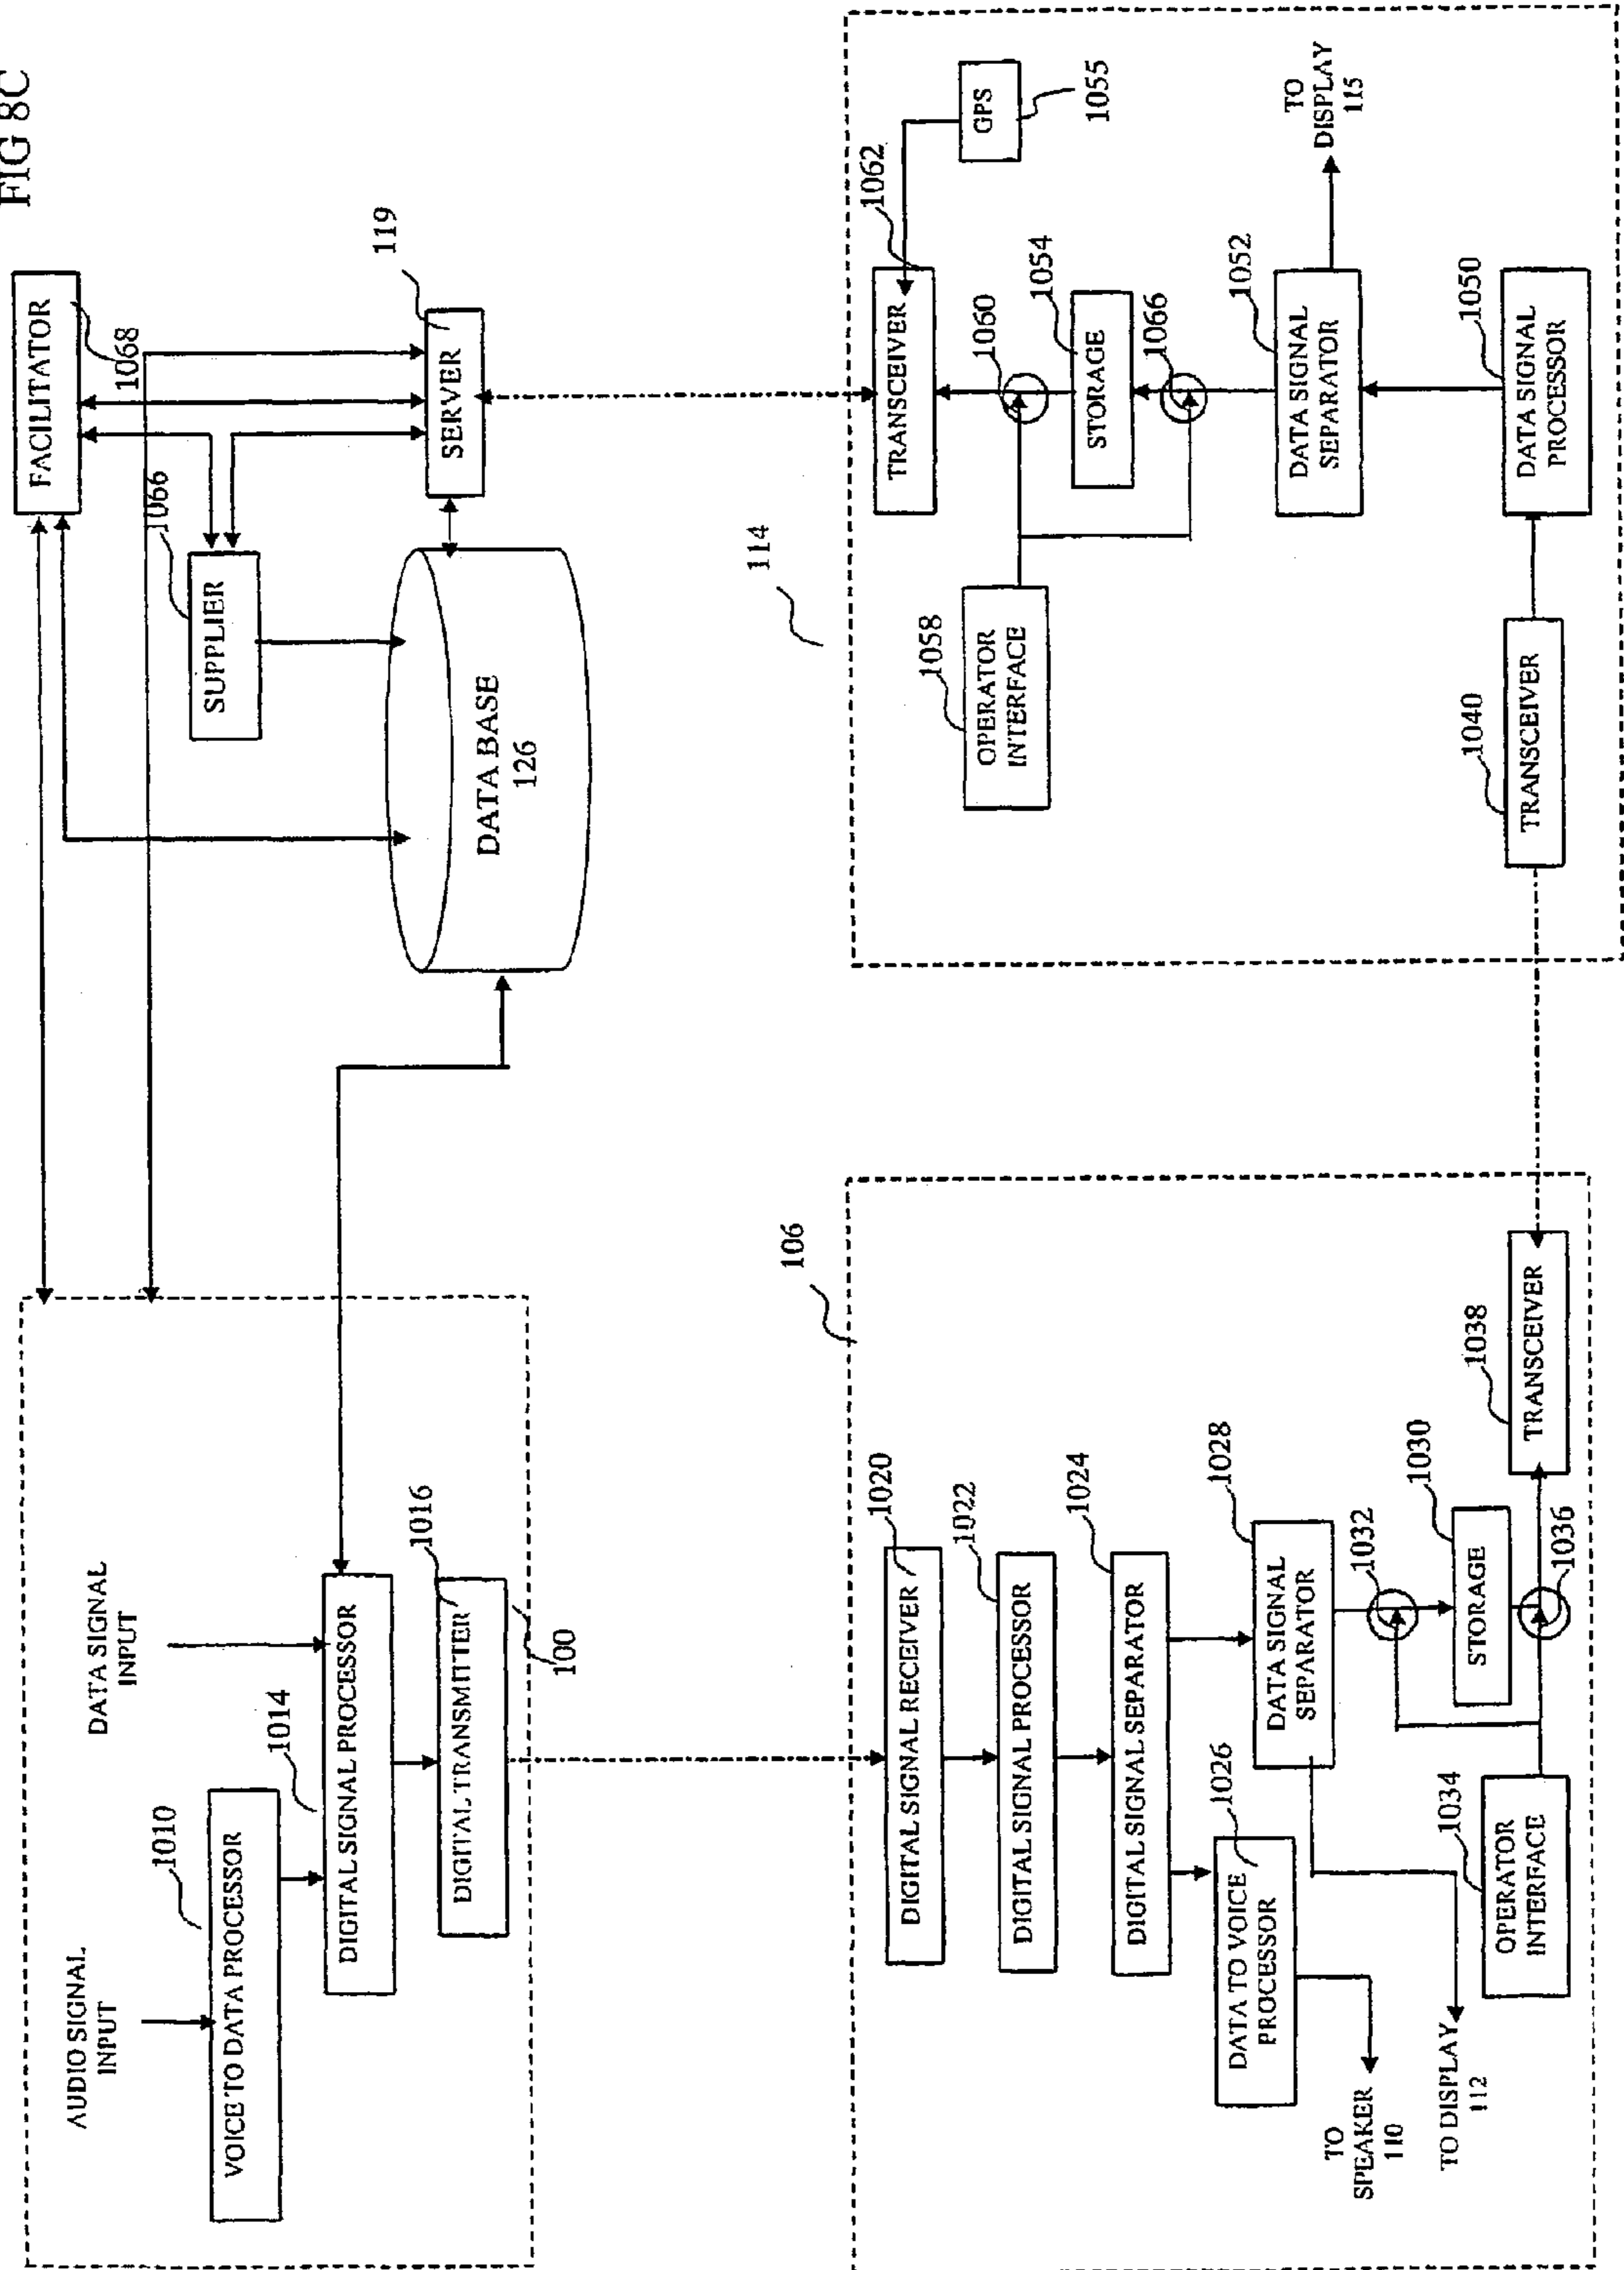 FIG 8C
AUDIO SIGNAL
INPUT
DATA SIGNAL
INPUT
1010
VOICE TO DATA PROCESSOR
1014
DIGITAL SIGNAL PROCESSOR
1016
DIGITAL TRANSMITTER
100
FACILITATOR
1068
1066
SUPPLIER
119
SERVER
DATA BASE
126
106
1020
DIGITAL SIGNAL RECEIVER
1022
DIGITAL SIGNAL PROCESSOR
1024
DIGITAL SIGNAL SEPARATOR
1026
DATA TO VOICE
PROCESSOR
1028
DATA SIGNAL
SEPARATOR
1032
1030
STORAGE
1034
OPERATOR
INTERFACE
1036
1038
TRANSCEIVER
TO
SPEAKER
110
TO DISPLAY
112
114
1062
TRANSCEIVER
GPS
1055
1060
1054
STORAGE
1066
1058
OPERATOR
INTERFACE
1052
DATA SIGNAL
SEPARATOR
TO
DISPLAY
115
1050
DATA SIGNAL
PROCESSOR
1040
TRANSCEIVER